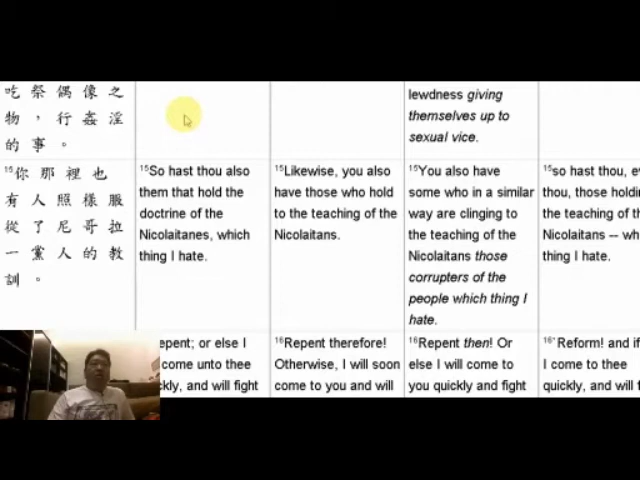 吃祭偶像之
物，行姦淫
的事。
15你那裡也
有人照樣服
從了尼哥拉
一黨人的教
訓。
15So hast thou also
them that hold the
doctrine of the
Nicolaitanes, which
thing I hate.
15Likewise, you also
have those who hold
to the teaching of the
Nicolaitans.
lewdness giving
themselves up to
sexual vice.
15You also have
some who in a similar
way are clinging to
the teaching of the
Nicolaitans those
corrupters of the
people which thing I
hate.
15so hast thou,
thou, those
the teaching of
Nicolaitans --
thing I hate.
epent; or else I
come unto thee
and will fight
16Repent therefore!
Otherwise, I will soon
come to you and will
16Repent then! Or
else I will come to
you quickly and fight
16"Reform! and if
I come to thee
quickly, and will